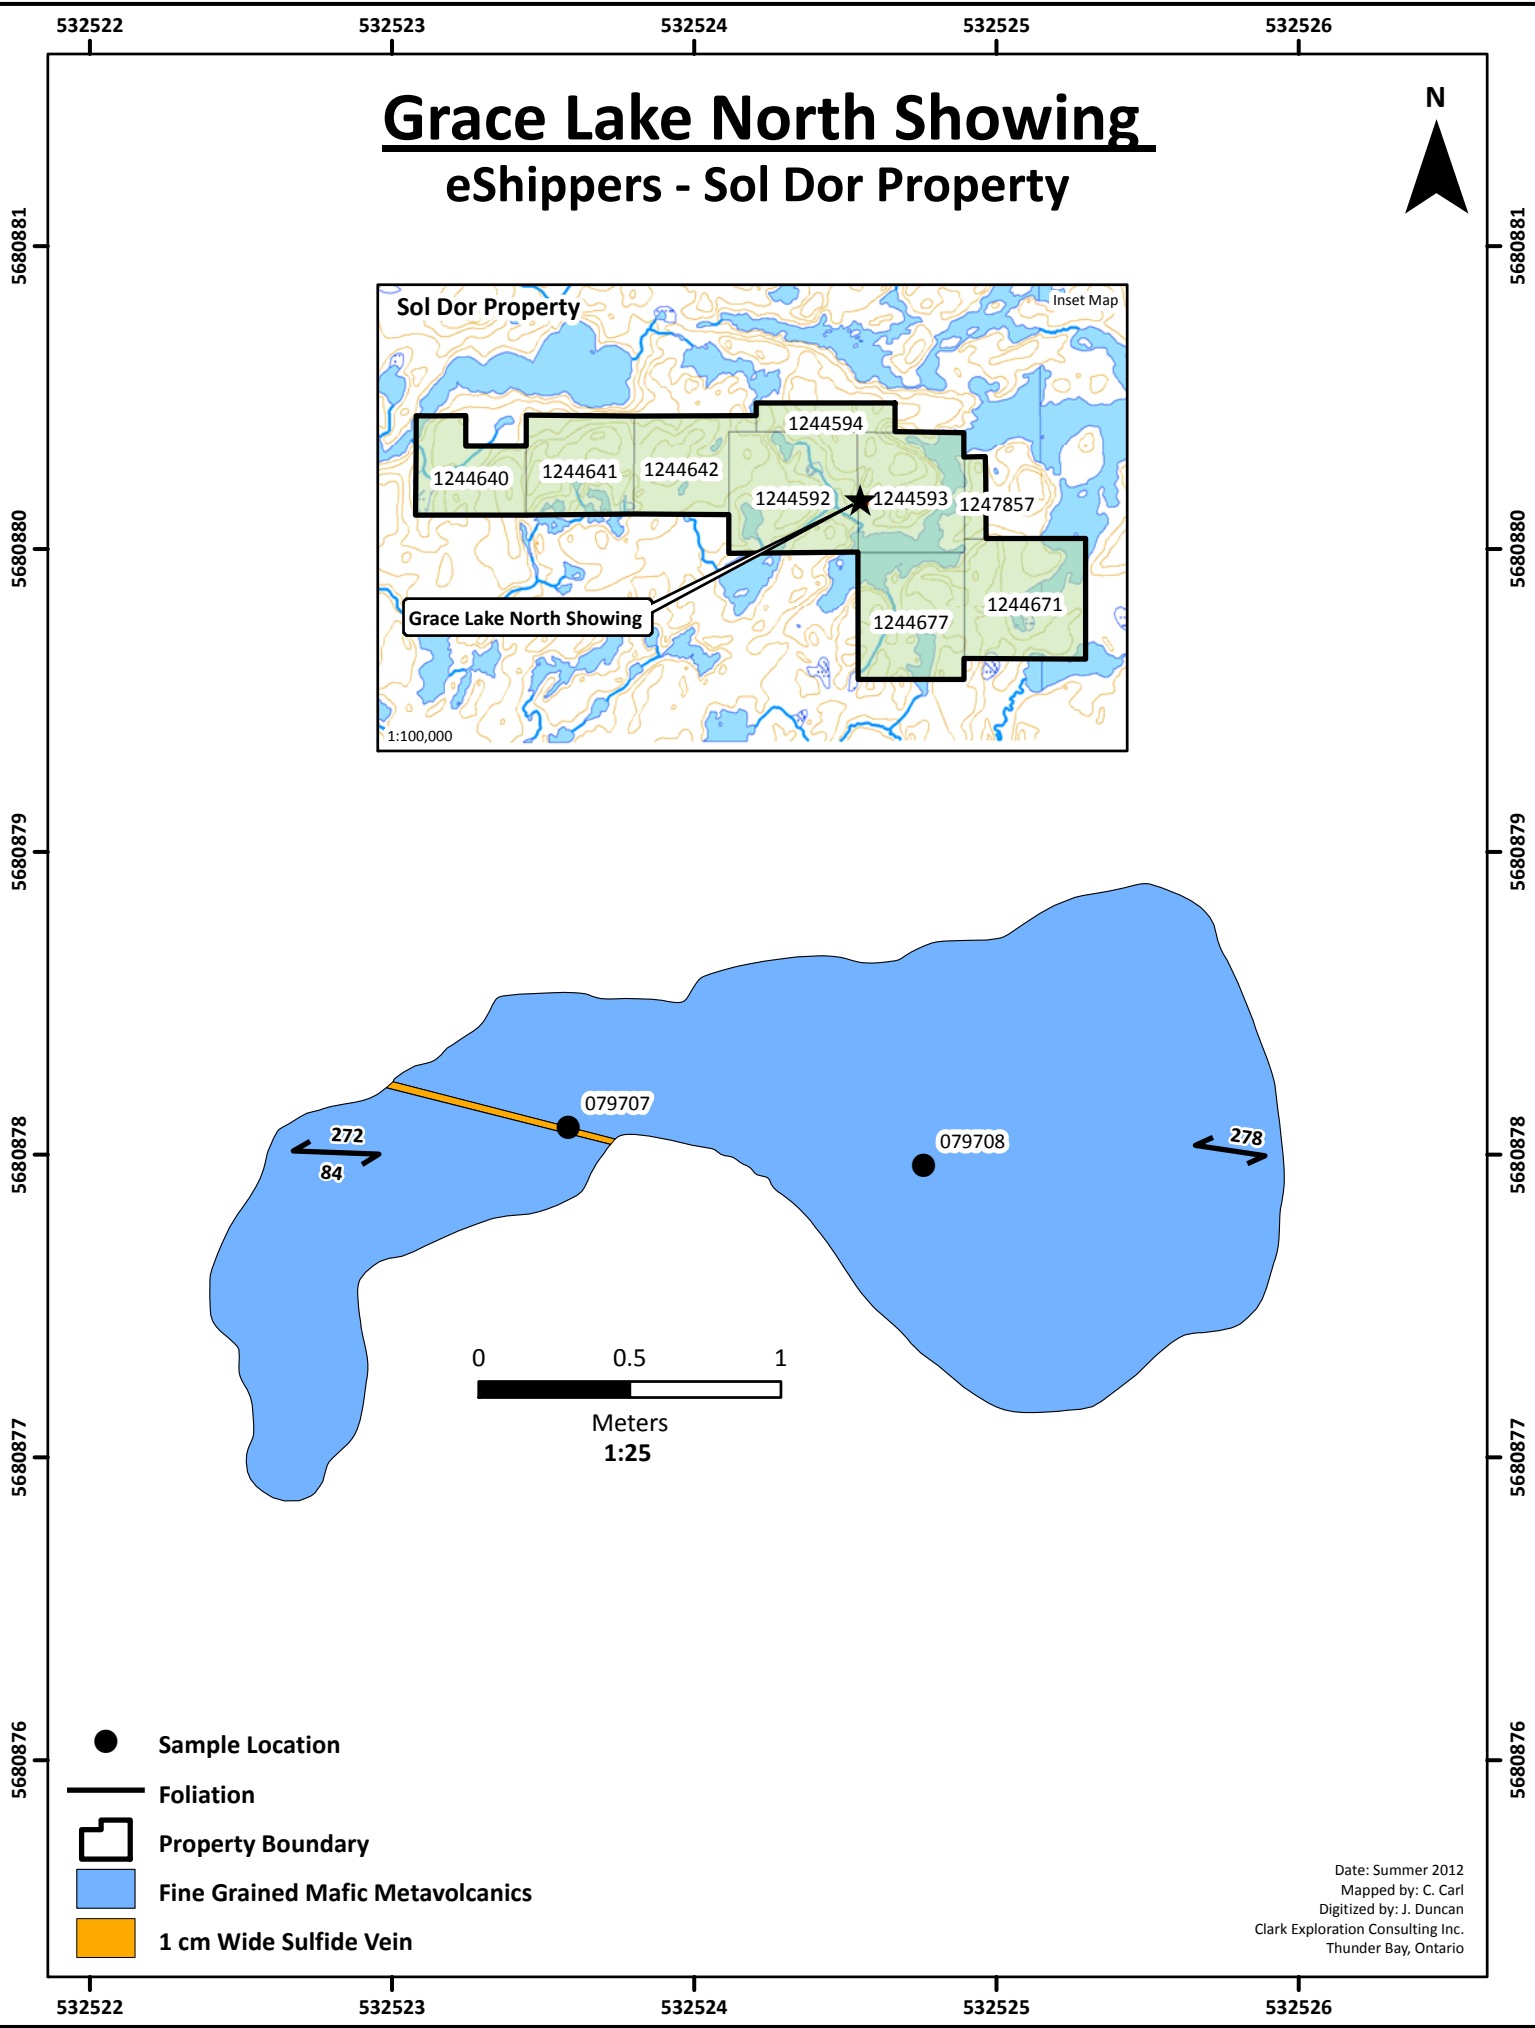 532522 532523 532524 532525 532526
Grace Lake North Showing
eShippers - Sol Dor Property
N
5680881 5680881
Sol Dor Property
Inset Map
1244594
1244640 1244641 1244642
1244592 1244593 1247857
5680880 5680880
1244671
Grace Lake North Showing
1244677
1:100,000
5680879 5680879
079707
272
84
079708
278
5680878 5680878
0 0.5 1
Meters
1:25
5680877 5680877
5680876 5680876
Sample Location
Foliation
Property Boundary
Fine Grained Mafic Metavolcanics
1 cm Wide Sulfide Vein
Date: Summer 2012
Mapped by: C. Carl
Digitized by: J. Duncan
Clark Exploration Consulting Inc.
Thunder Bay, Ontario
532522 532523 532524 532525 532526